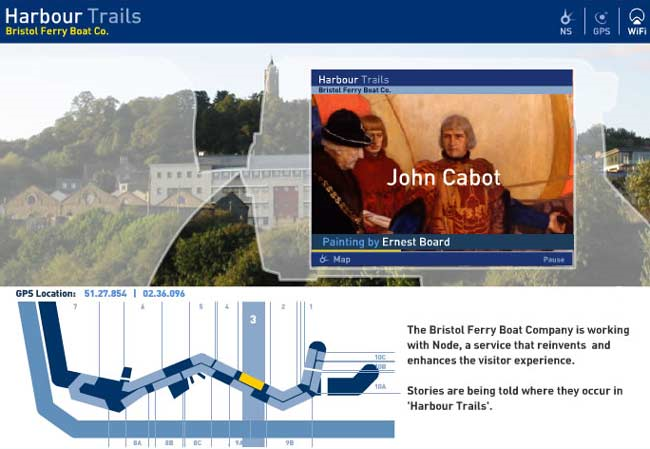 Harbour Trails
Bristol Ferry Boat Co.
NS
GPS
WiFi
Harbour Trails
Bristol Ferry Boat Co.
John Cabot
Painting by Ernest Board
Map
Pause
GPS Location: 51.27.854 | 02.36.096
7
6
5
4
3
2
1
10C
10B
10A
8A
8B
8C
9A
9B
The Bristol Ferry Boat Company is working
with Node, a service that reinvents and
enhances the visitor experience.
Stories are being told where they occur in
'Harbour Trails'.